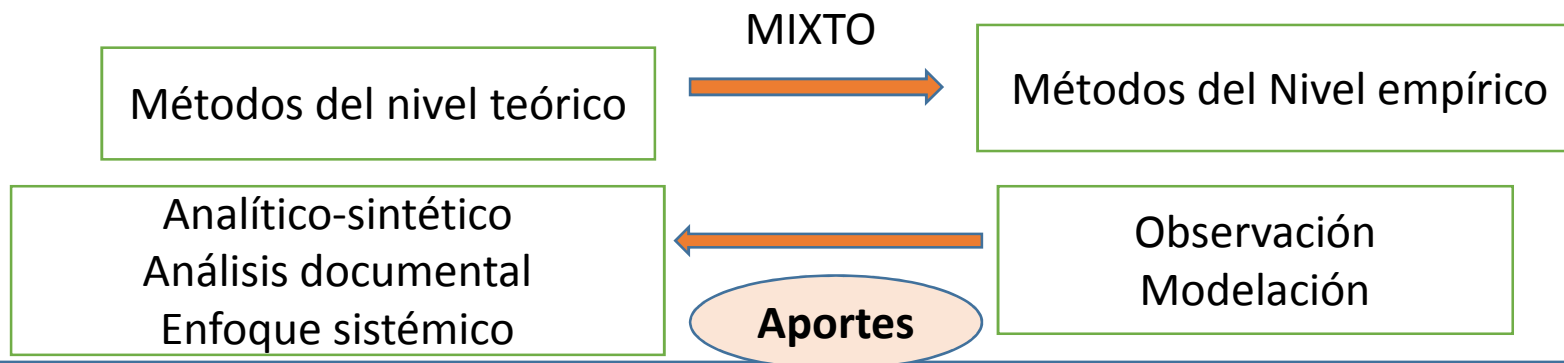 MIXTO
Métodos del nivel teórico
Métodos del Nivel empírico
Analítico-sintético
Análisis documental
Enfoque sistémico
Observación
Modelación
Aportes